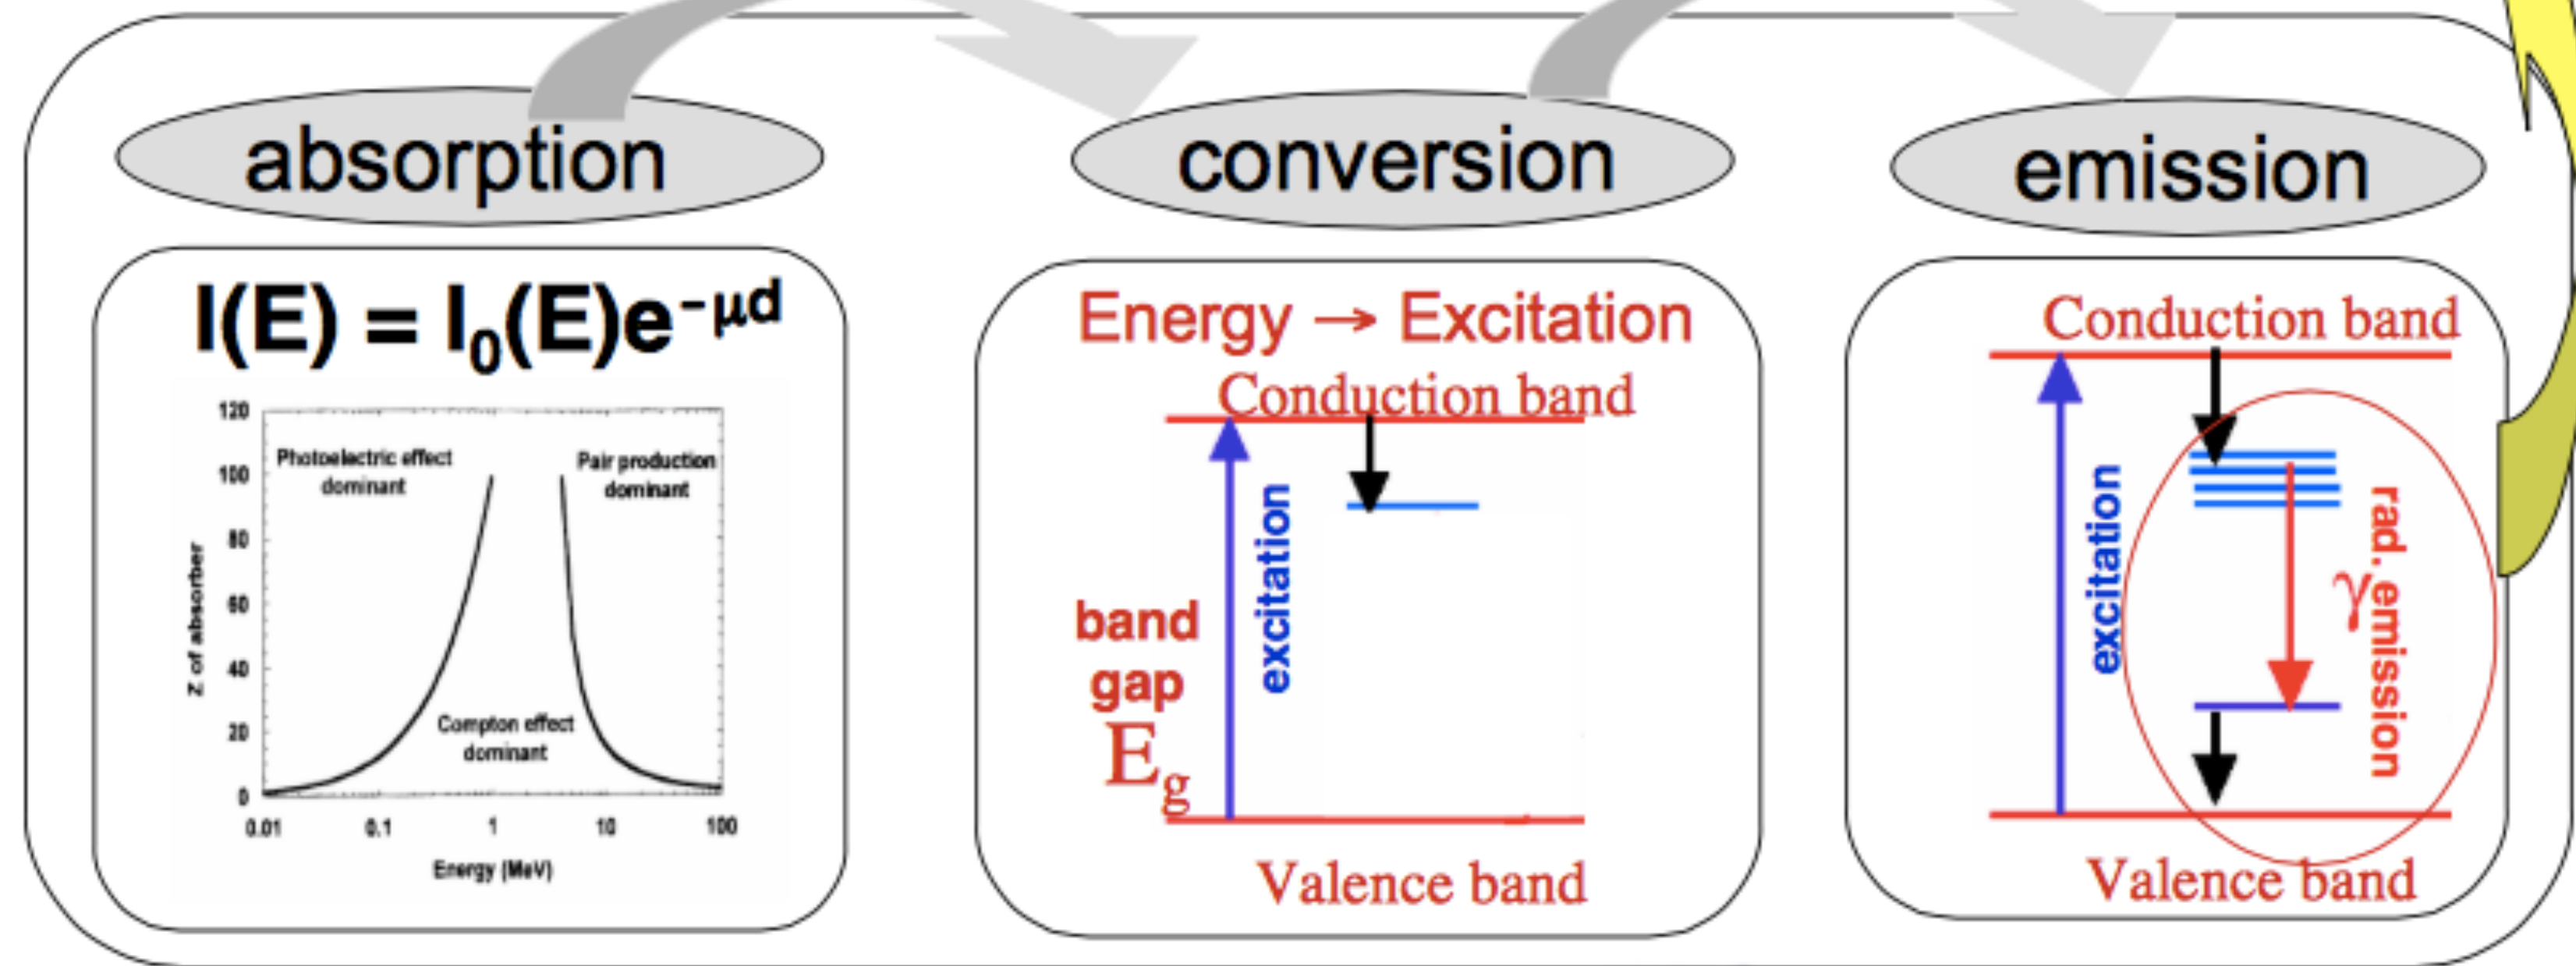 absorption
conversion
emission
I(E) = I₀(E)e⁻μd
120
100
80
60
40
20
0
Z of absorber
Photoelectric effect
dominant
Pair production
dominant
Compton effect
dominant
0.01
0.1
1
10
100
Energy (MeV)
Energy → Excitation
Conduction band
excitation
band
gap
Eg
Valence band
Conduction band
excitation
γ
rad. emission
Valence band